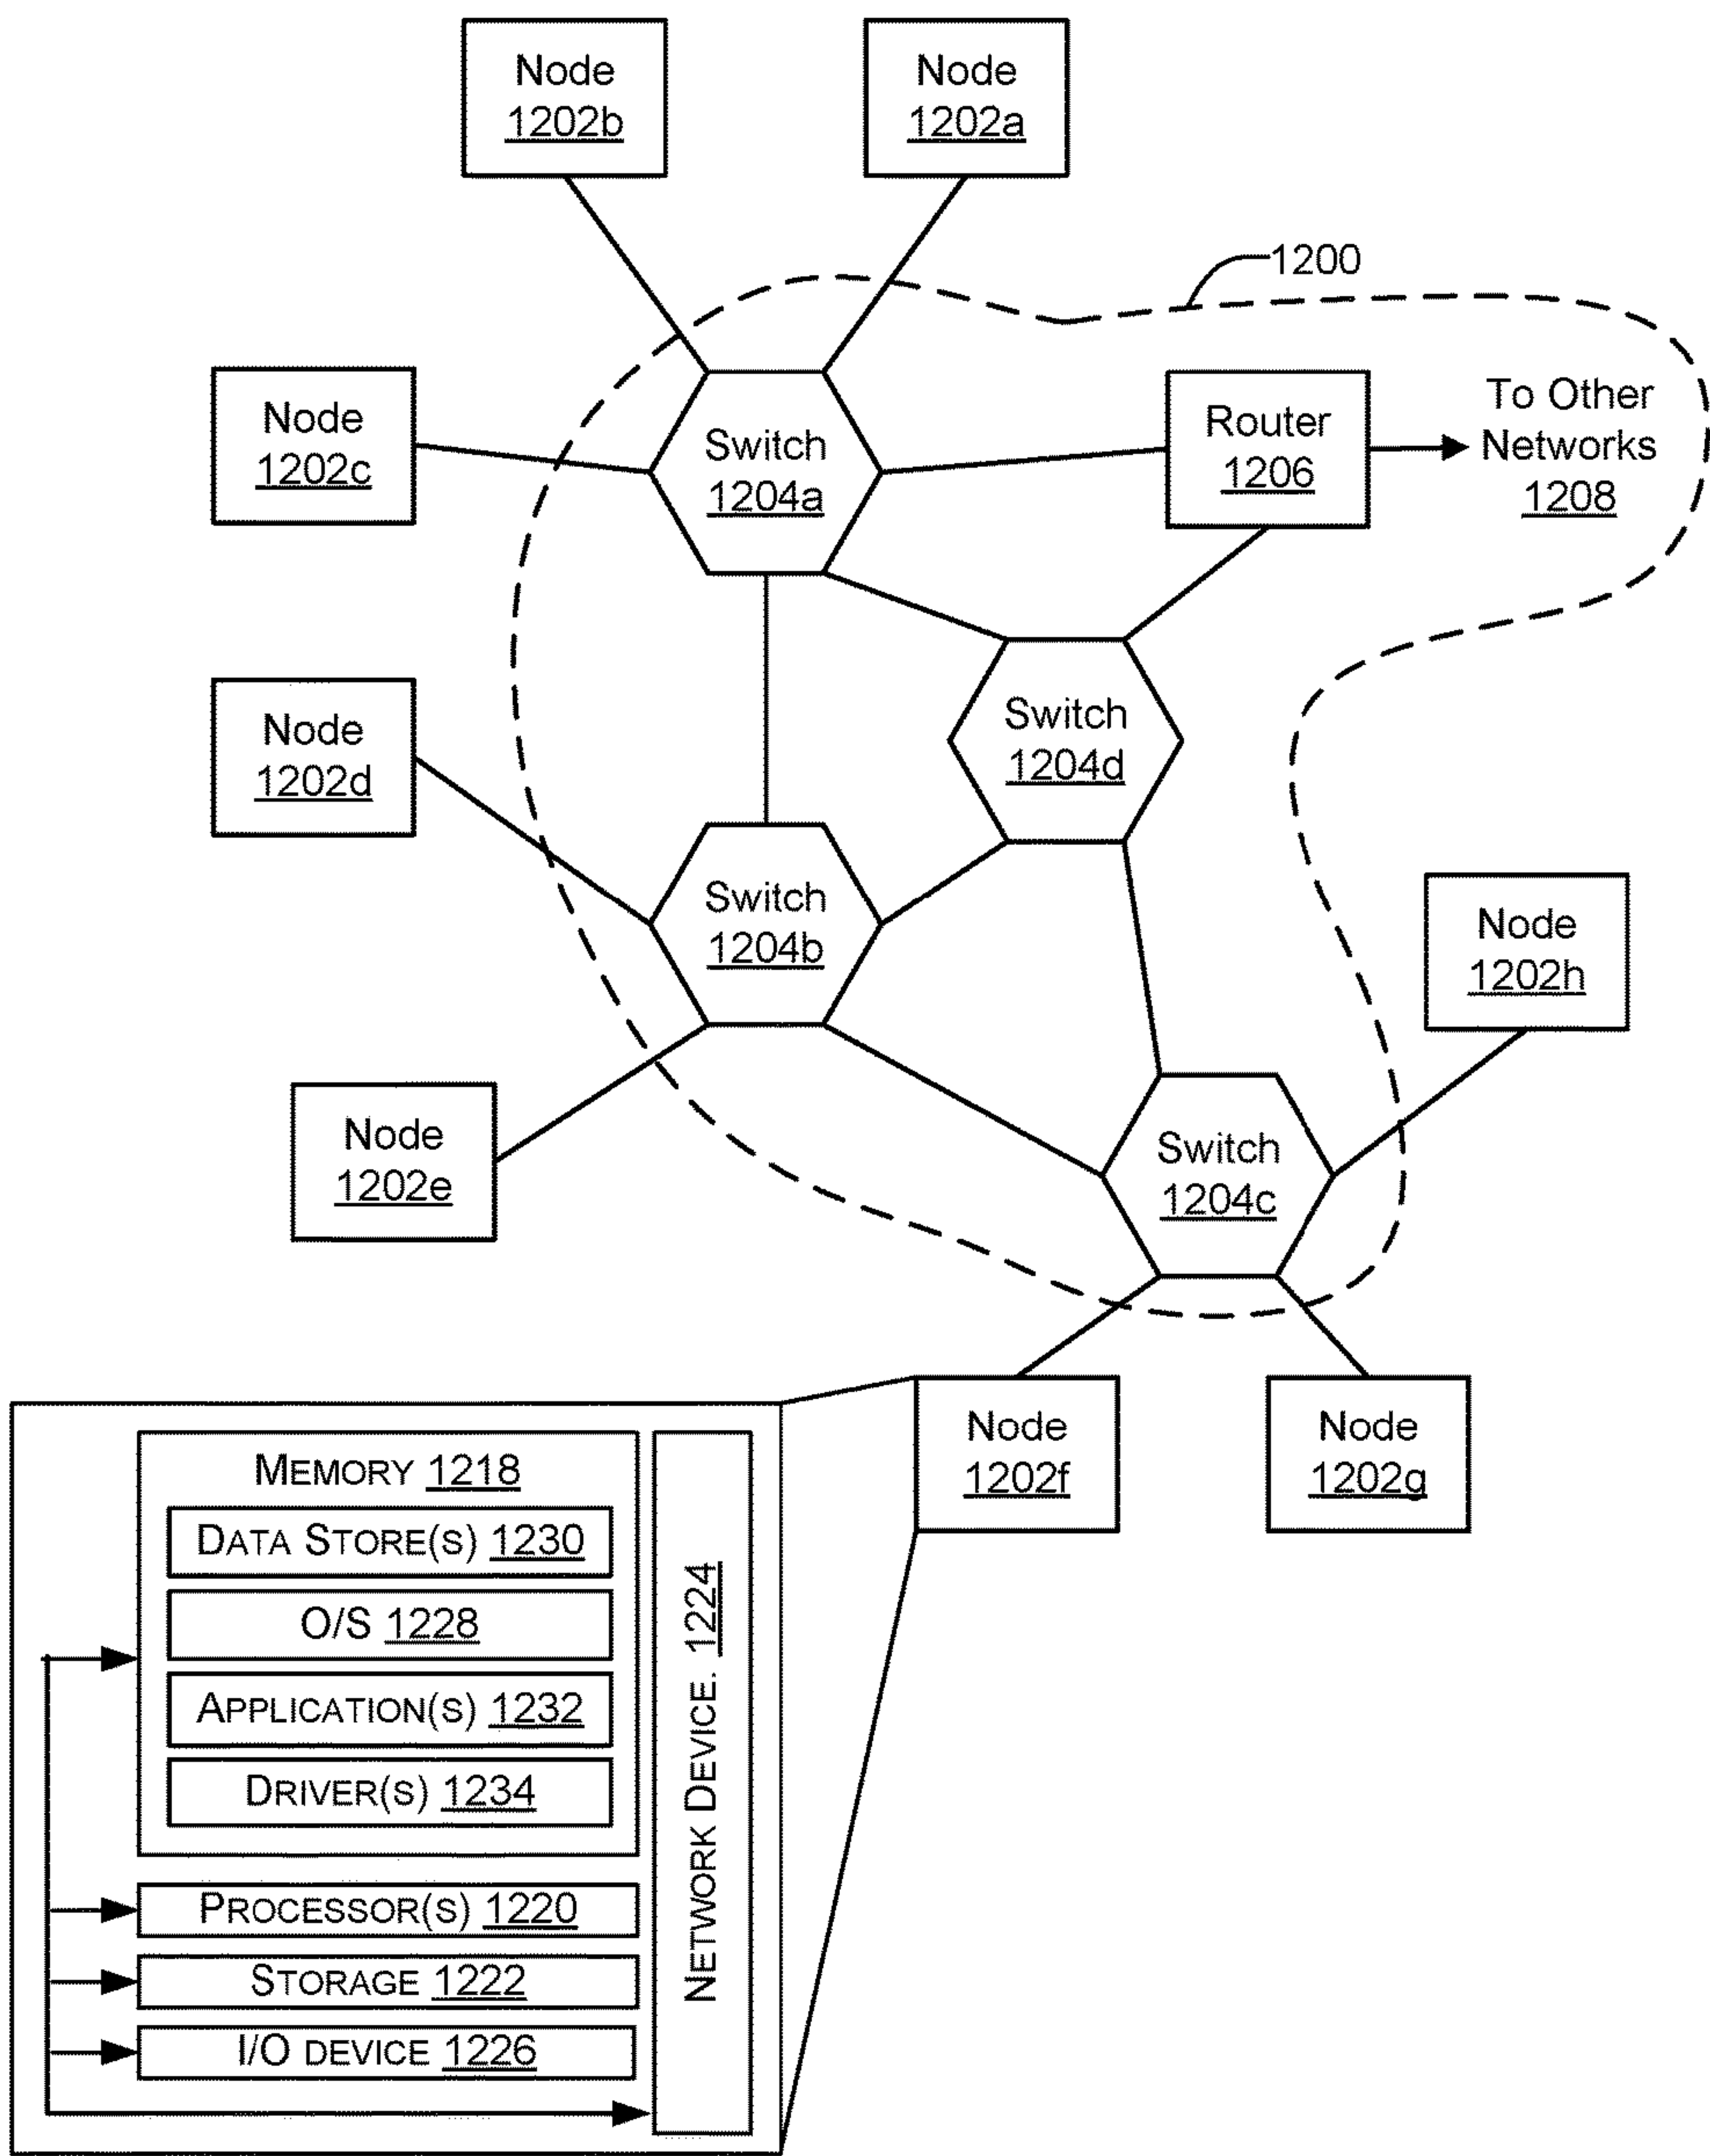 Node
1202b
Node
1202a
1200
Node
1202c
Switch
1204a
Router
1206
To Other
Networks
1208
Node
1202d
Switch
1204d
Switch
1204b
Node
1202h
Node
1202e
Switch
1204c
Node
1202f
Node
1202g
MEMORY 1218
DATA STORE(S) 1230
O/S 1228
APPLICATION(S) 1232
DRIVER(S) 1234
PROCESSOR(S) 1220
STORAGE 1222
I/O DEVICE 1226
NETWORK DEVICE. 1224